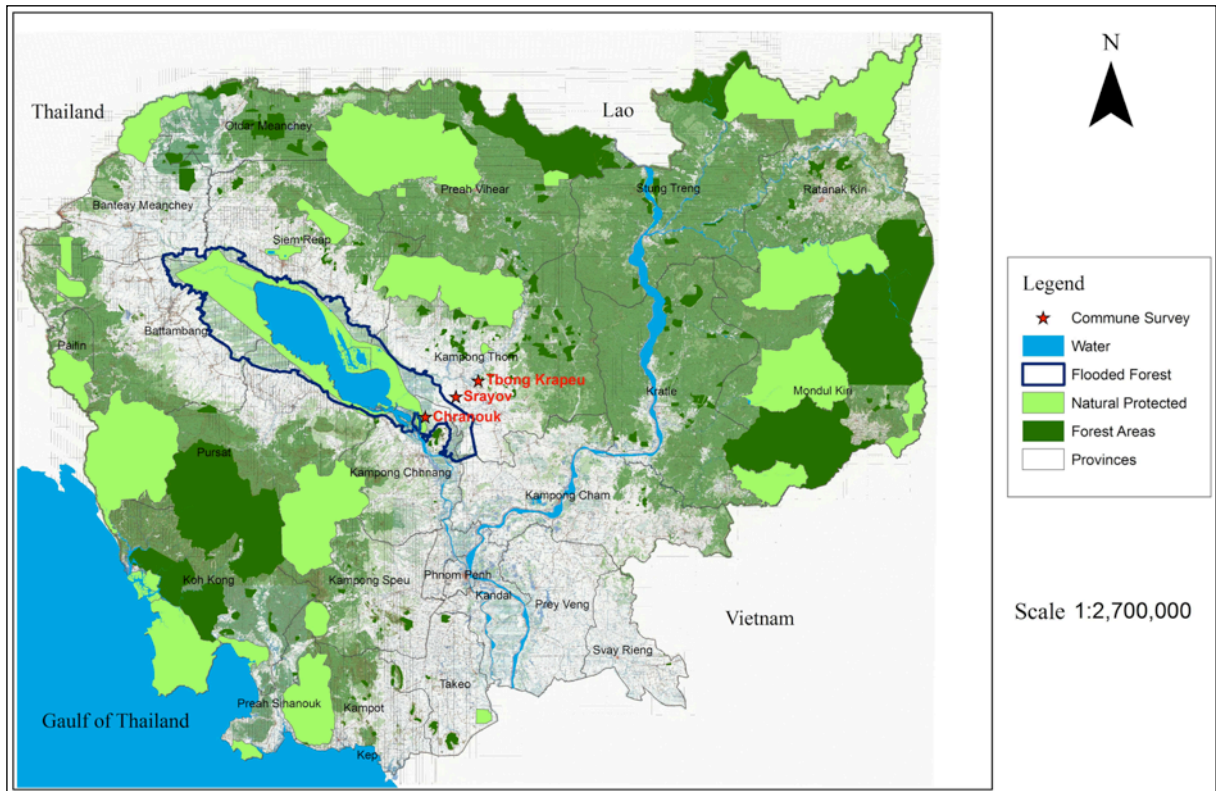 N
Thailand
Lao
Otdar Meanchey
Preah Vihear
Stung Treng
Ratanak Kiri
Banteay Meanchey
Siem Reap
Battambang
Pailin
Kampong Thom
Tbong Krapeu
Srayov
Chranouk
Kratie
Mondul Kiri
Pursat
Kampong Chhnang
Kampong Cham
Koh Kong
Kampong Speu
Phnom Penh
Kandal
Prey Veng
Svay Rieng
Vietnam
Takeo
Preah Sihanouk
Kampot
Kep
Gaulf of Thailand
Legend
Commune Survey
Water
Flooded Forest
Natural Protected
Forest Areas
Provinces
Scale 1:2,700,000